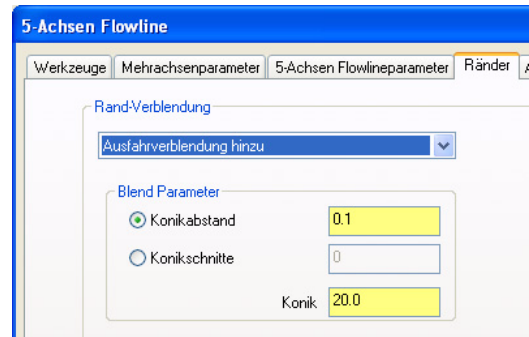 5-Achsen Flowline
Werkzeuge Mehrachsenparameter 5-Achsen Flowlineparameter Ränder
Rand-Verblendung
Ausfahrverblendung hinzu
Blend Parameter
Konikabstand 0.1
Konikschnitte 0
Konik 20.0